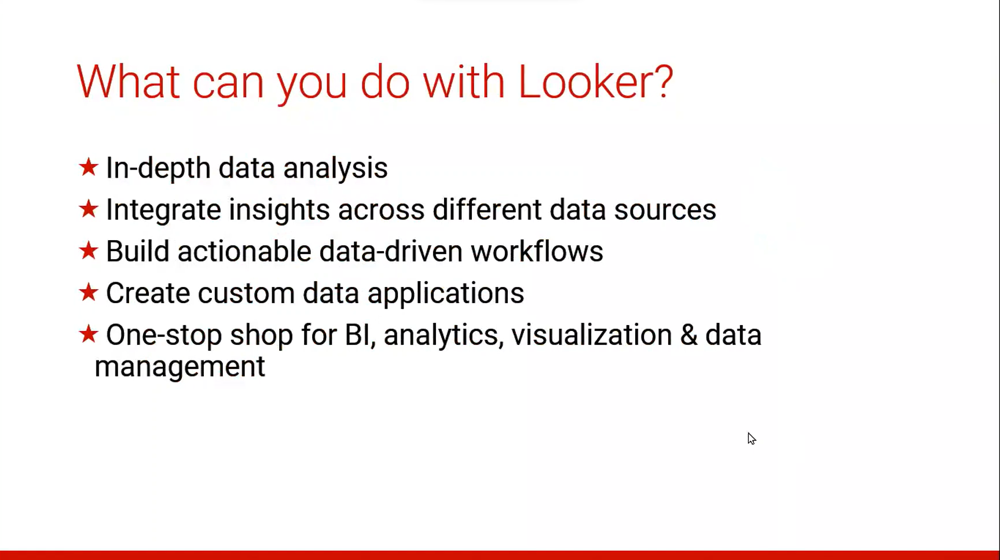 What can you do with Looker?
★ In-depth data analysis
★ Integrate insights across different data sources
★ Build actionable data-driven workflows
★ Create custom data applications
★ One-stop shop for BI, analytics, visualization & data
management